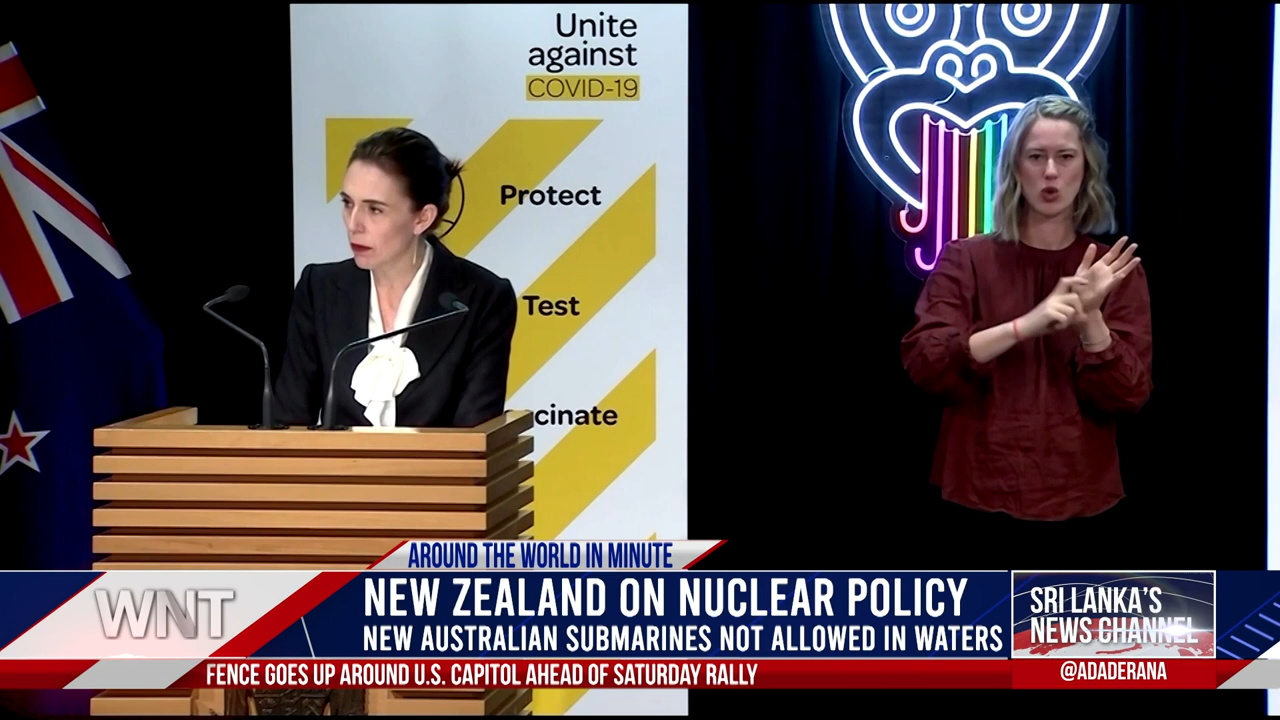 Unite
against
COVID-19
Protect
Test
cinate
AROUND THE WORLD IN MINUTE
WNT
NEW ZEALAND ON NUCLEAR POLICY
NEW AUSTRALIAN SUBMARINES NOT ALLOWED IN WATERS
SRI LANKA'S
NEWS CHANNEL
FENCE GOES UP AROUND U.S. CAPITOL AHEAD OF SATURDAY RALLY
@ADADERANA